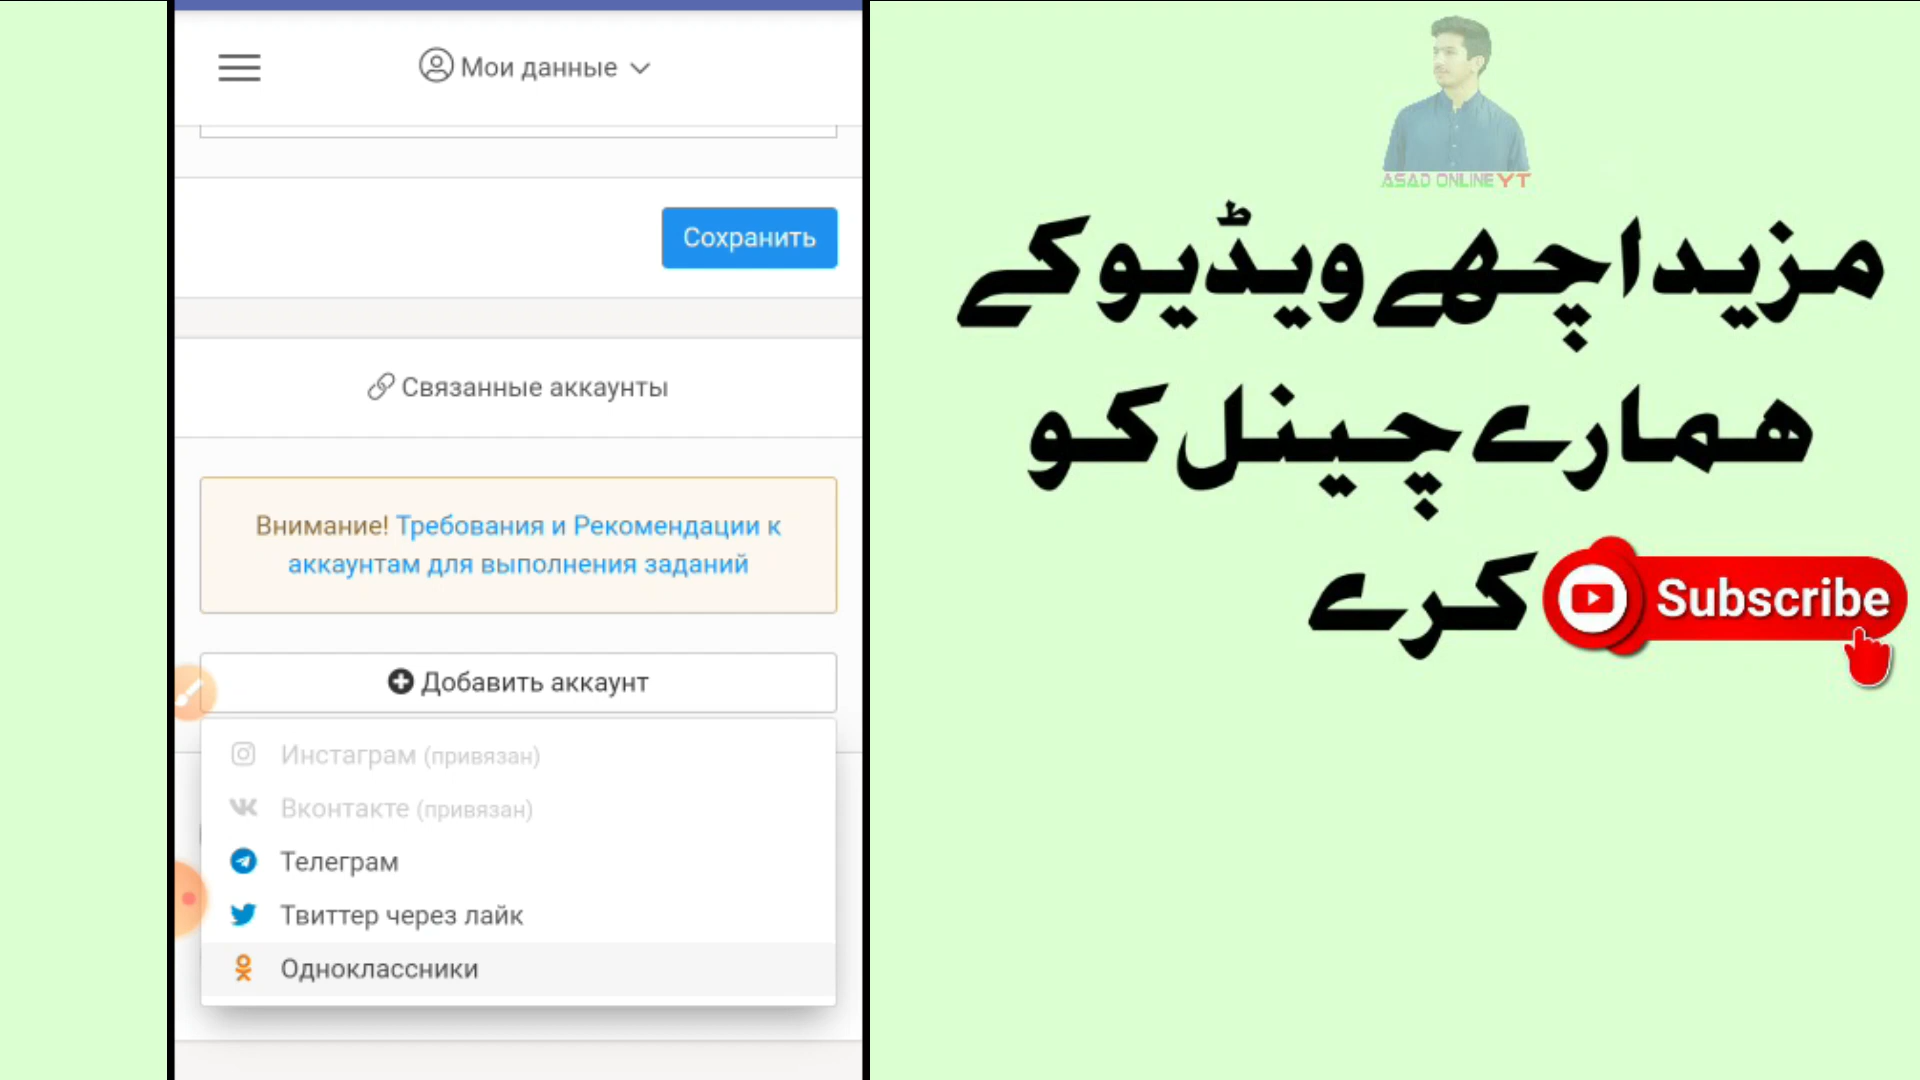 Мои данные
Сохранить
Связанные аккаунты
Внимание! Требования и Рекомендации к
аккаунтам для выполнения заданий
Добавить аккаунт
Инстаграм (привязан)
Вконтакте (привязан)
Телеграм
Твиттер через лайк
Одноклассники
ASAD ONLINE YT
مزید اچھے ویڈیو کے
ھمارے چینل کو
Subscribe کرے